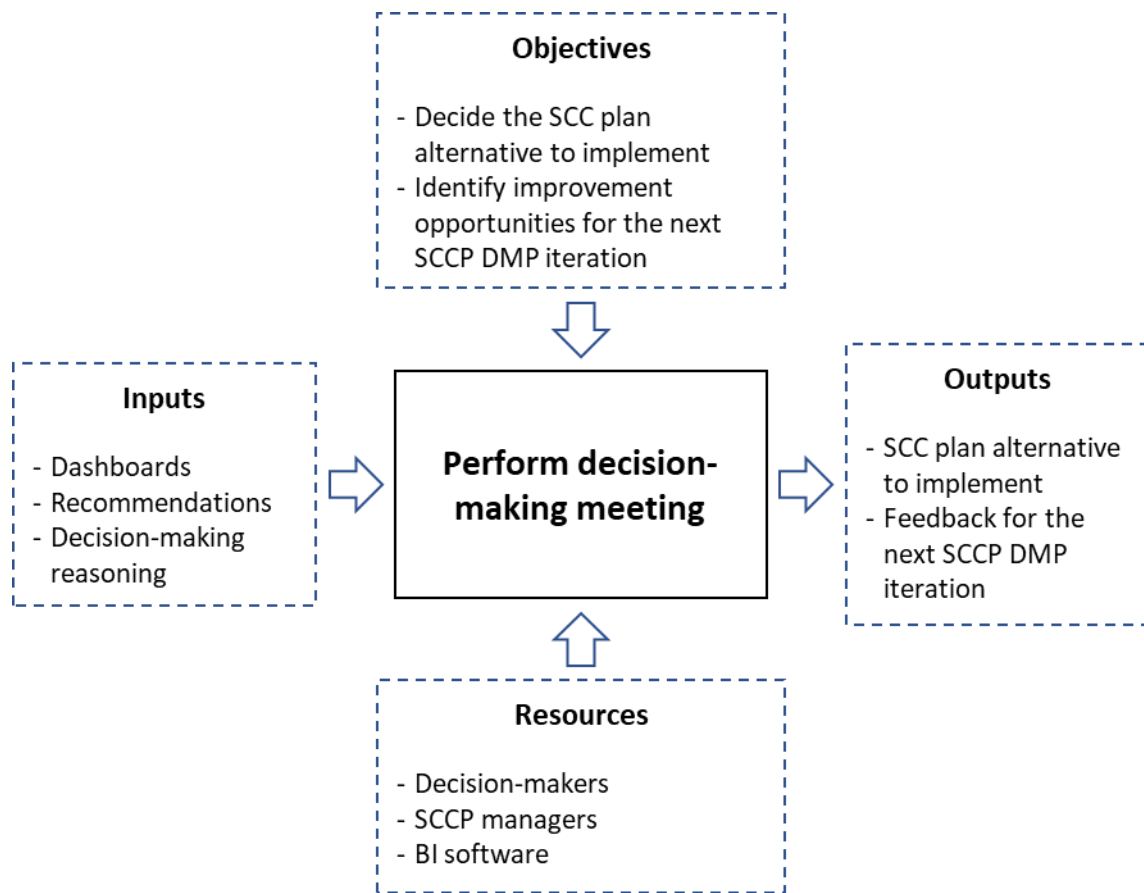 Objectives
- Decide the SCC plan
alternative to implement
- Identify improvement
opportunities for the next
SCCP DMP iteration
Inputs
- Dashboards
- Recommendations
- Decision-making
reasoning
Perform decision-
making meeting
Outputs
- SCC plan alternative
to implement
- Feedback for the
next SCCP DMP
iteration
Resources
- Decision-makers
- SCCP managers
- BI software